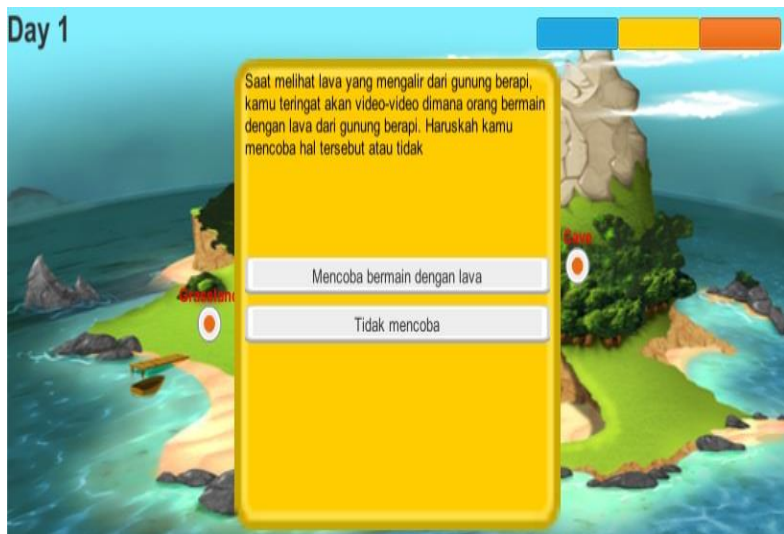 Day 1
Saat melihat lava yang mengalir dari gunung berapi,
kamu teringat akan video-video dimana orang bermain
dengan lava dari gunung berapi. Haruskah kamu
mencoba hal tersebut atau tidak
Cave
Mencoba bermain dengan lava
Grassland
Tidak mencoba